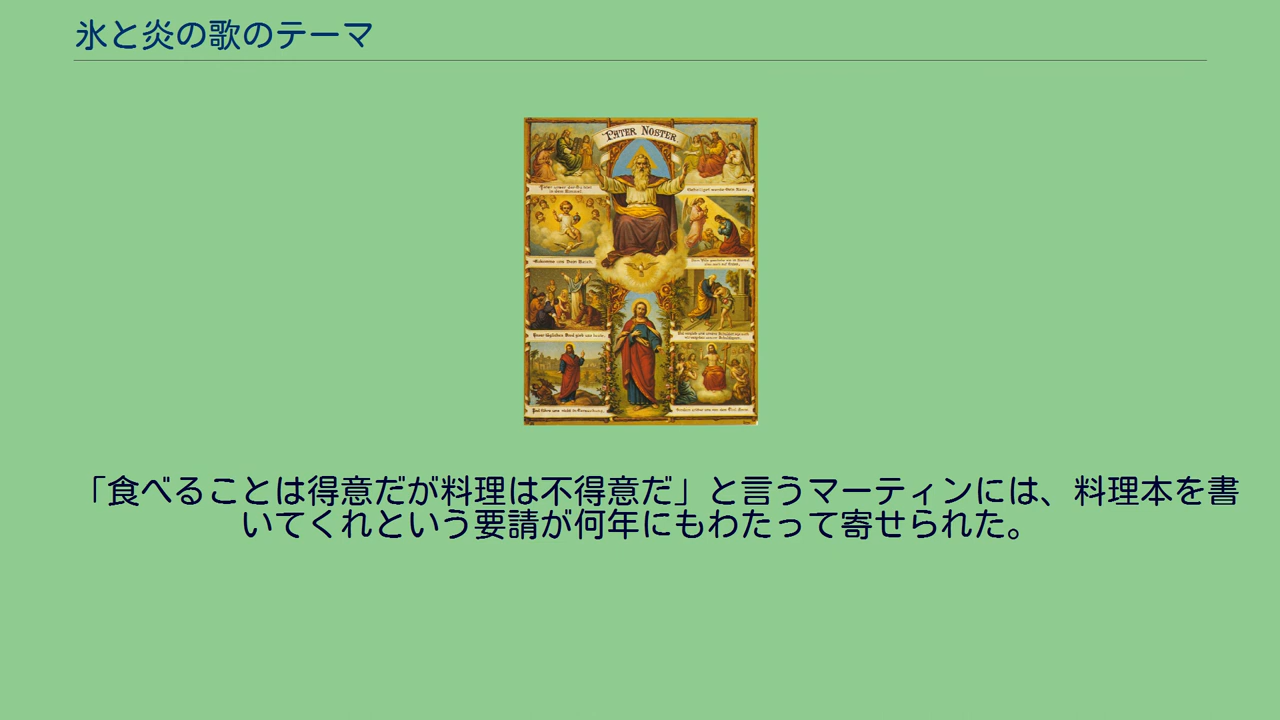 氷と炎の歌のテーマ
PATER NOSTER
「食べることは得意だが料理は不得意だ」と言うマーティンには、料理本を書
いてくれという要請が何年にもわたって寄せられた。